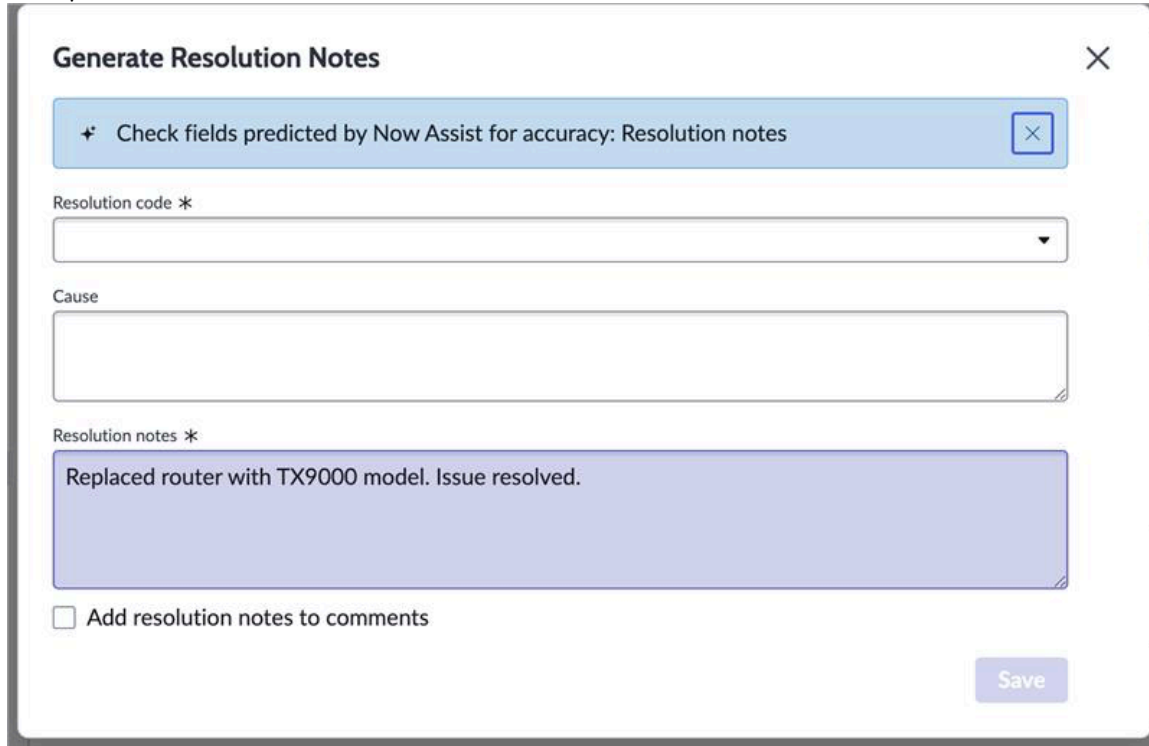 Generate Resolution Notes
Check fields predicted by Now Assist for accuracy: Resolution notes
Resolution code *
Cause
Resolution notes *
Replaced router with TX9000 model. Issue resolved.
Add resolution notes to comments
Save